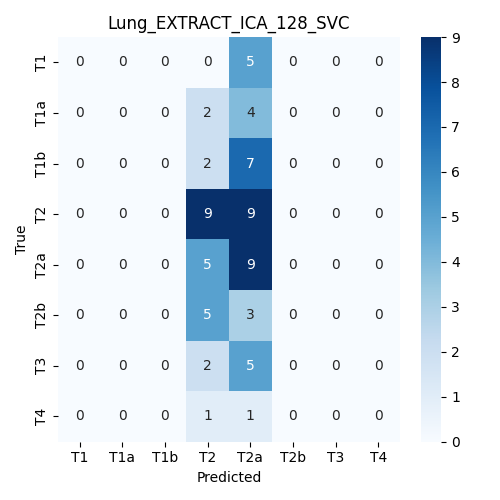 Lung_EXTRACT_ICA_128_SVC
True
T1 0 0 0 0 5 0 0 0
T1a 0 0 0 2 4 0 0 0
T1b 0 0 0 2 7 0 0 0
T2 0 0 0 9 9 0 0 0
T2a 0 0 0 5 9 0 0 0
T2b 0 0 0 5 3 0 0 0
T3 0 0 0 2 5 0 0 0
T4 0 0 0 1 1 0 0 0
T1 T1a T1b T2 T2a T2b T3 T4
Predicted
9
8
7
6
5
4
3
2
1
0